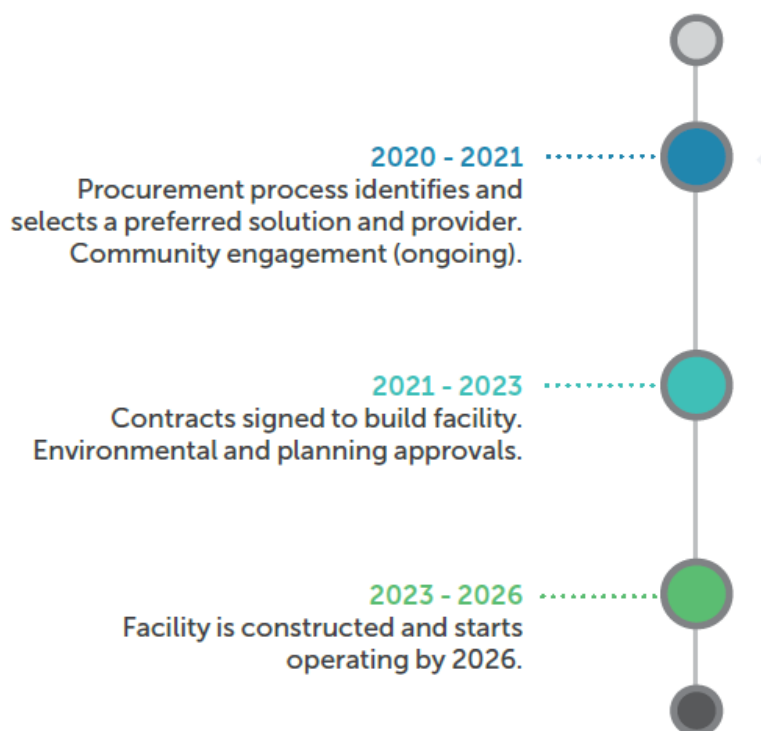 2020 - 2021
Procurement process identifies and
selects a preferred solution and provider.
Community engagement (ongoing).
2021 - 2023
Contracts signed to build facility.
Environmental and planning approvals.
2023 - 2026
Facility is constructed and starts
operating by 2026.